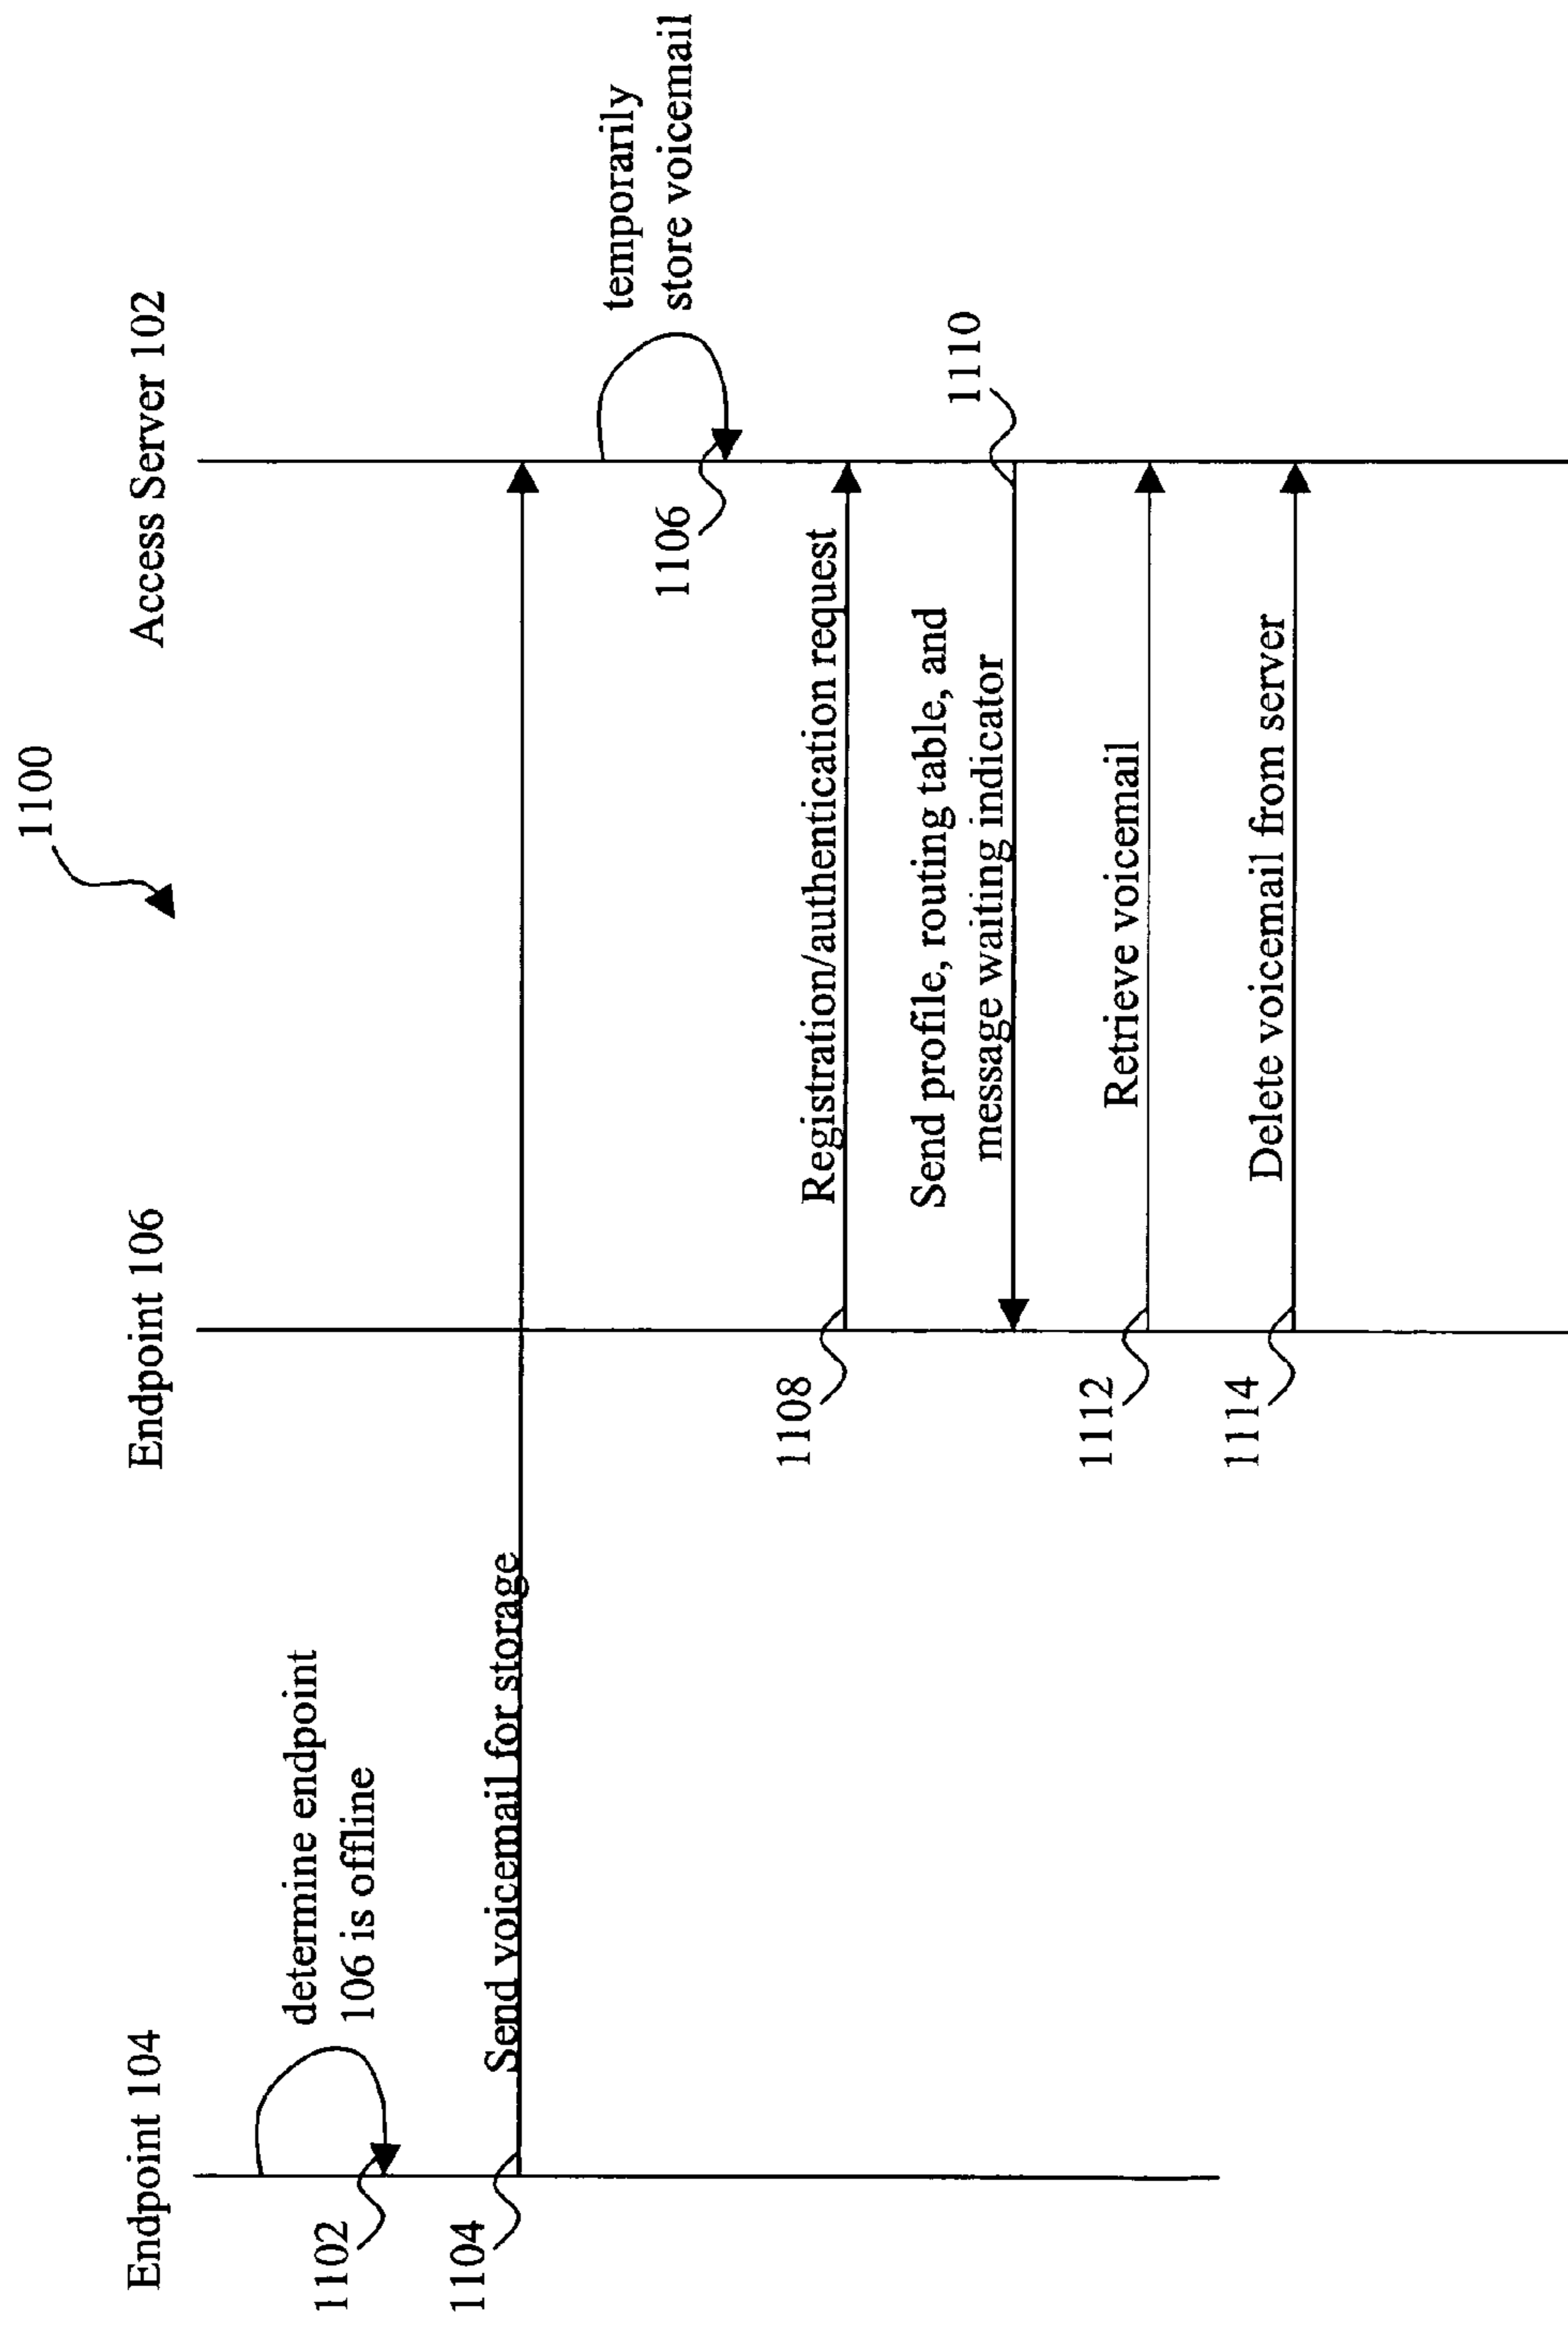 1100
Endpoint 104
Endpoint 106
Access Server 102
determine endpoint
106 is offline
1102
Send voicemail for storage
1104
temporarily
store voicemail
1106
Registration/authentication request
1108
Send profile, routing table, and
message waiting indicator
1110
Retrieve voicemail
1112
Delete voicemail from server
1114